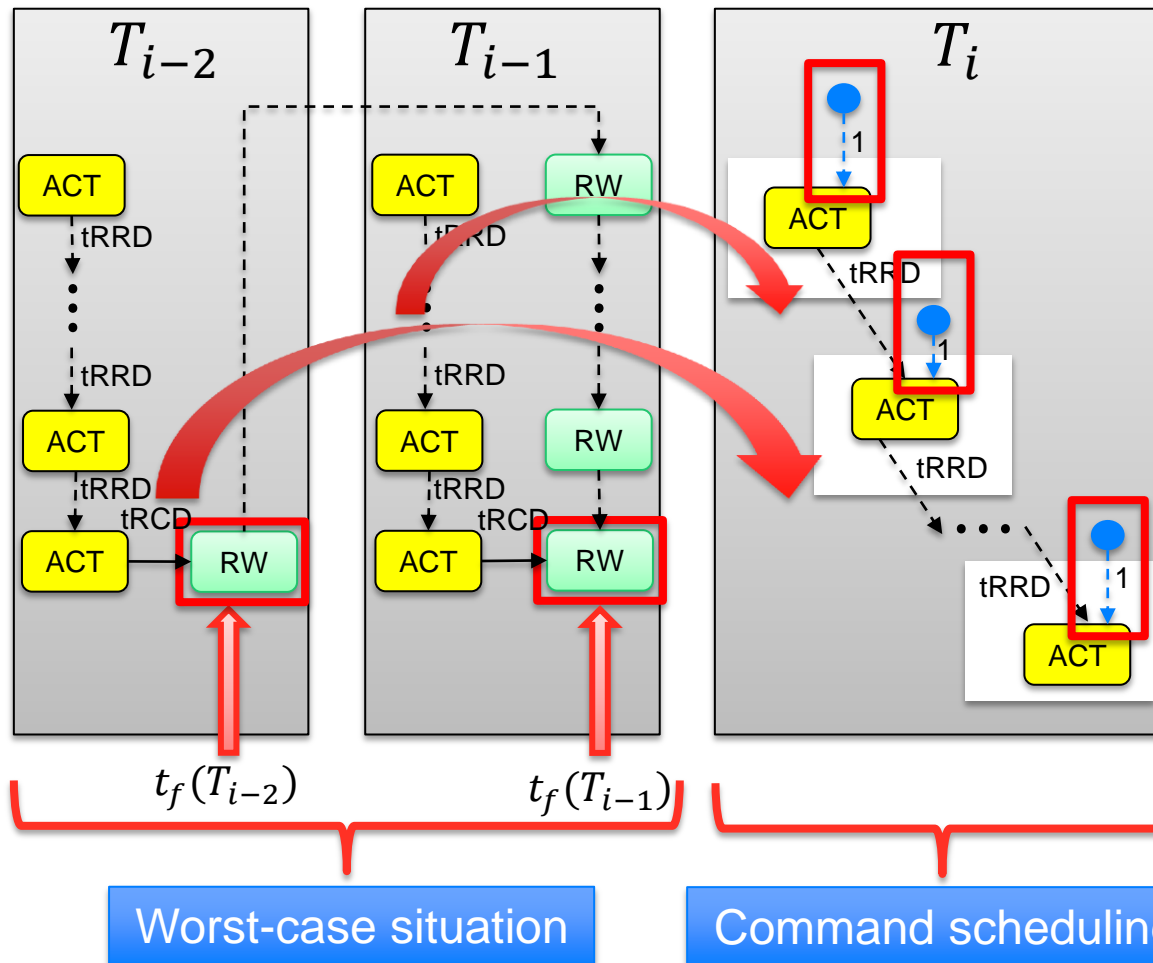 T_{i−2}
ACT
tRRD
tRRD
ACT
tRRD
tRCD
ACT
RW
t_f(T_{i−2})
T_{i−1}
ACT
RW
tRRD
tRRD
ACT
RW
tRRD
tRCD
ACT
RW
t_f(T_{i−1})
T_i
1
ACT
tRRD
1
ACT
tRRD
1
tRRD
ACT
Worst-case situation
Command scheduling